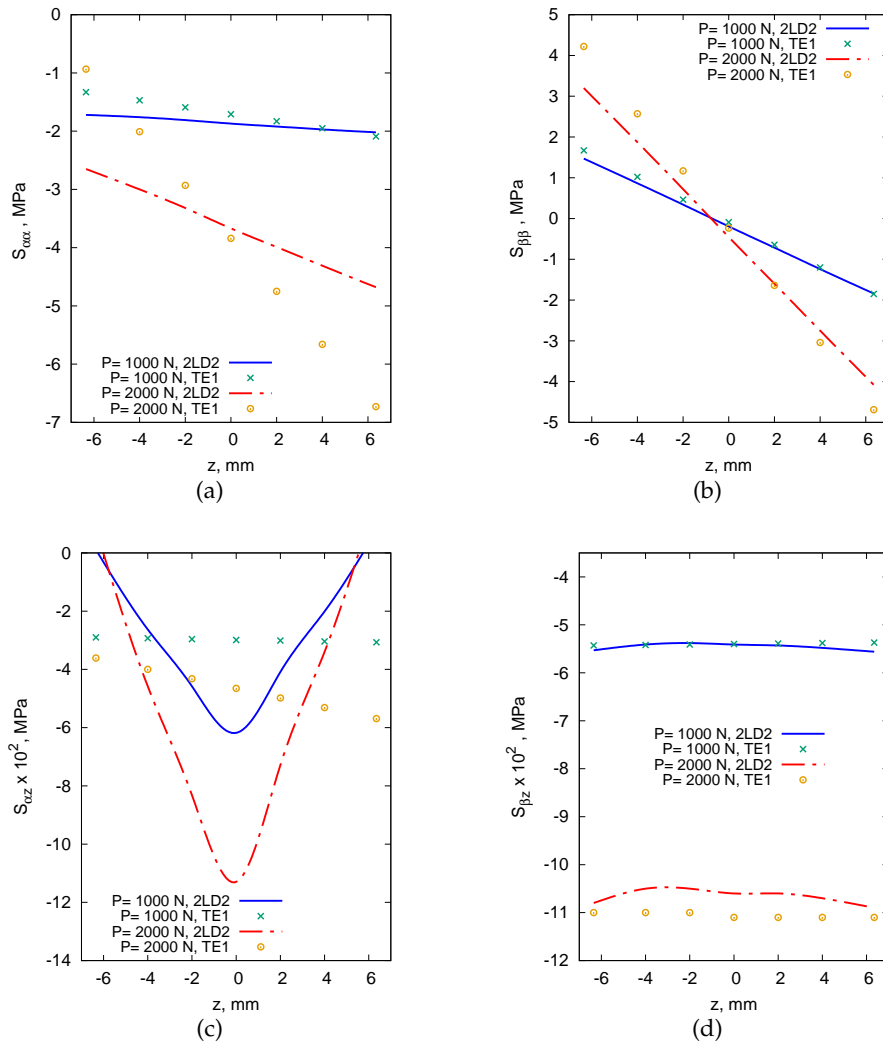 0
-1
-2
-3
-4
-5
-6
-7
-6 -4 -2 0 2 4 6
S_αα , MPa
z, mm
P= 1000 N, 2LD2
P= 1000 N, TE1
P= 2000 N, 2LD2
P= 2000 N, TE1
(a)
5
4
3
2
1
0
-1
-2
-3
-4
-5
-6 -4 -2 0 2 4 6
S_ββ , MPa
z, mm
P= 1000 N, 2LD2
P= 1000 N, TE1
P= 2000 N, 2LD2
P= 2000 N, TE1
(b)
0
-2
-4
-6
-8
-10
-12
-14
-6 -4 -2 0 2 4 6
S_αz x 10^2, MPa
z, mm
P= 1000 N, 2LD2
P= 1000 N, TE1
P= 2000 N, 2LD2
P= 2000 N, TE1
(c)
-4
-5
-6
-7
-8
-9
-10
-11
-12
-6 -4 -2 0 2 4 6
S_βz x 10^2 , MPa
z, mm
P= 1000 N, 2LD2
P= 1000 N, TE1
P= 2000 N, 2LD2
P= 2000 N, TE1
(d)